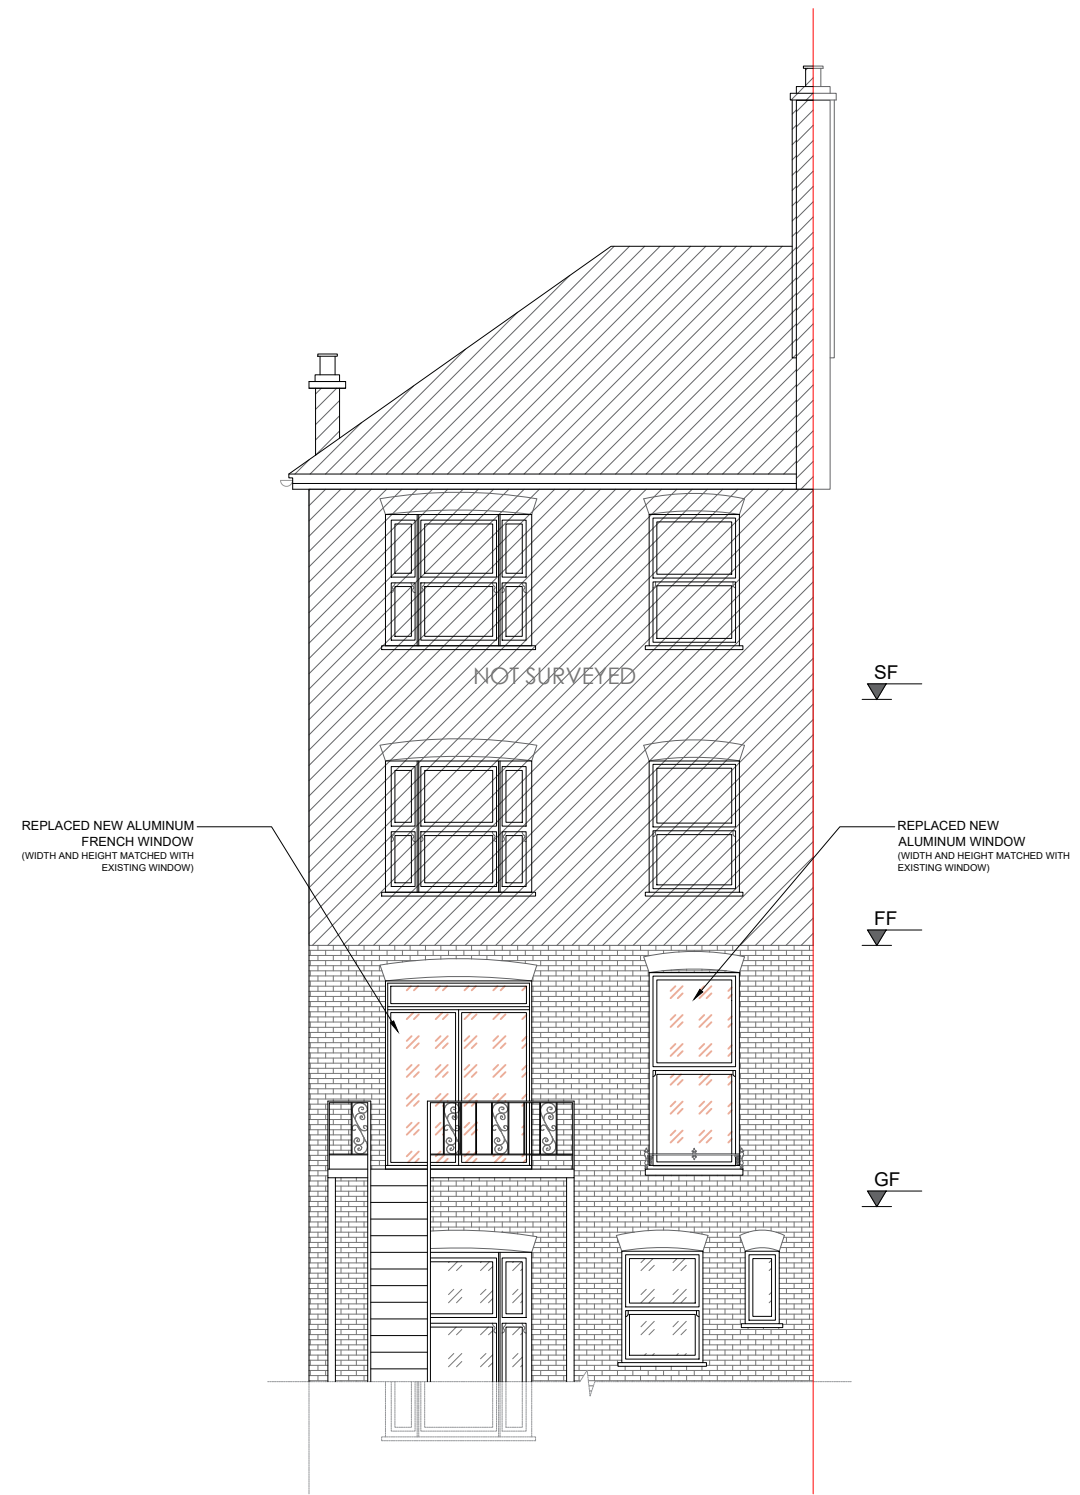 NOT SURVEYED
SF
REPLACED NEW ALUMINUM
FRENCH WINDOW
(WIDTH AND HEIGHT MATCHED WITH
EXISTING WINDOW)
REPLACED NEW
ALUMINUM WINDOW
(WIDTH AND HEIGHT MATCHED WITH
EXISTING WINDOW)
FF
GF